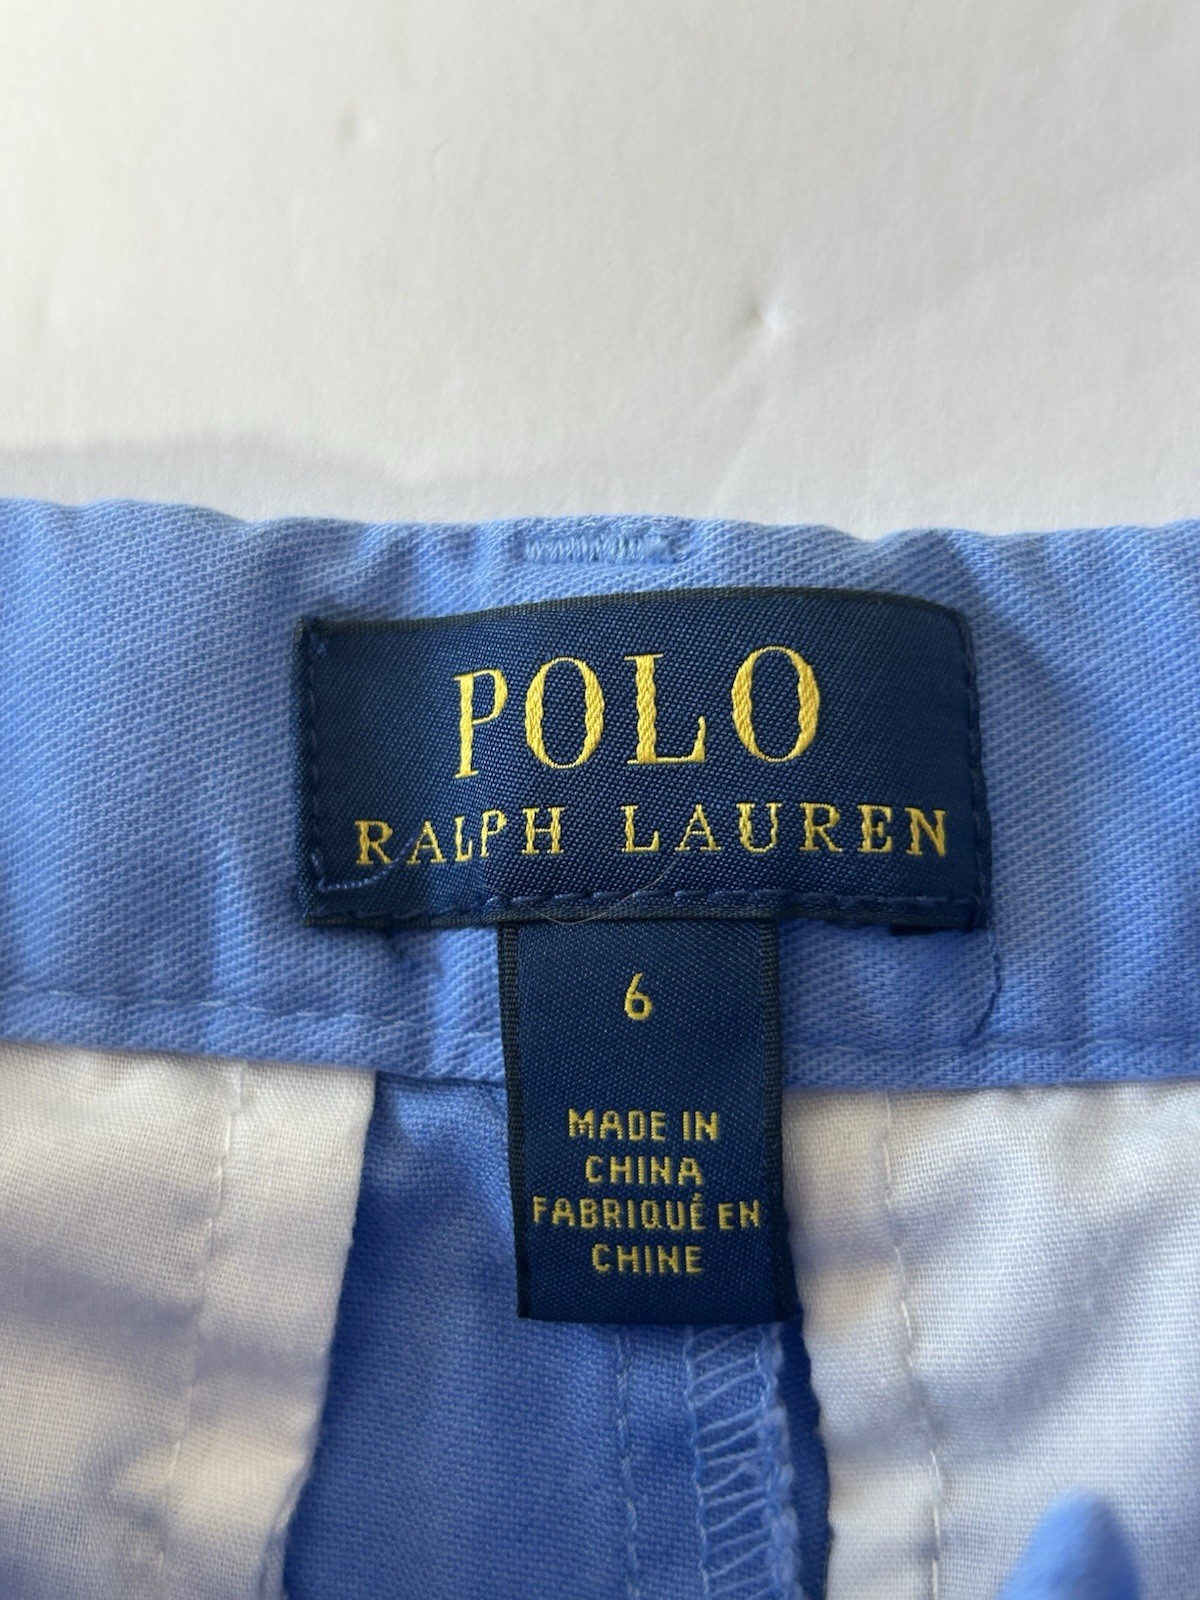 POLO
RALPH LAUREN
6
MADE IN
CHINA
FABRIQUÉ EN
CHINE